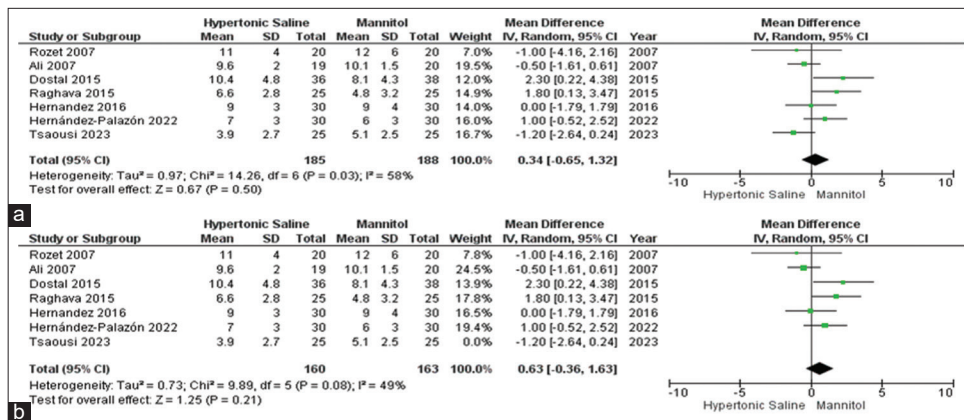 Hypertonic Saline Mannitol Mean Difference Mean Difference
Study or Subgroup Mean SD Total Mean SD Total Weight IV, Random, 95% CI Year IV, Random, 95% CI
Rozet 2007 11 4 20 12 6 20 7.0% -1.00 [-4.16, 2.16] 2007
Ali 2007 9.6 2 19 10.1 1.5 20 19.5% -0.50 [-1.61, 0.61] 2007
Dostal 2015 10.4 4.8 36 8.1 4.3 38 11.9% 2.30 [0.22, 4.38] 2015
Raghava 2015 6.6 2.8 25 4.8 3.2 25 14.9% 1.80 [0.13, 3.47] 2015
Hernandez 2016 9 3 30 9 4 30 14.0% 0.00 [-1.79, 1.79] 2016
Hernández-Palazón 2022 7 3 30 6 3 30 16.0% 1.00 [-0.52, 2.52] 2022
Tsaousi 2023 3.9 2.7 25 5.1 2.5 25 16.7% -1.20 [-2.64, 0.24] 2023
Total (95% CI) 185 188 100.0% 0.34 [-0.65, 1.32]
Heterogeneity: Tau² = 0.97; Chi² = 14.26, df = 6 (P = 0.03); I² = 58%
Test for overall effect: Z = 0.67 (P = 0.50)
-10 -5 0 5 10
Hypertonic Saline Mannitol
a
Hypertonic Saline Mannitol Mean Difference Mean Difference
Study or Subgroup Mean SD Total Mean SD Total Weight IV, Random, 95% CI Year IV, Random, 95% CI
Rozet 2007 11 4 20 12 6 20 7.8% -1.00 [-4.16, 2.16] 2007
Ali 2007 9.6 2 19 10.1 1.5 20 24.5% -0.50 [-1.61, 0.61] 2007
Dostal 2015 10.4 4.8 36 8.1 4.3 38 13.9% 2.30 [0.22, 4.38] 2015
Raghava 2015 6.6 2.8 25 4.8 3.2 25 17.8% 1.80 [0.13, 3.47] 2015
Hernandez 2016 9 3 30 9 4 30 16.5% 0.00 [-1.79, 1.79] 2016
Hernández-Palazón 2022 7 3 30 6 3 30 19.4% 1.00 [-0.52, 2.52] 2022
Tsaousi 2023 3.9 2.7 25 5.1 2.5 25 0.0% -1.20 [-2.64, 0.24] 2023
Total (95% CI) 160 163 100.0% 0.63 [-0.36, 1.63]
Heterogeneity: Tau² = 0.73; Chi² = 9.89, df = 5 (P = 0.08); I² = 49%
Test for overall effect: Z = 1.25 (P = 0.21)
-10 -5 0 5 10
Hypertonic Saline Mannitol
b